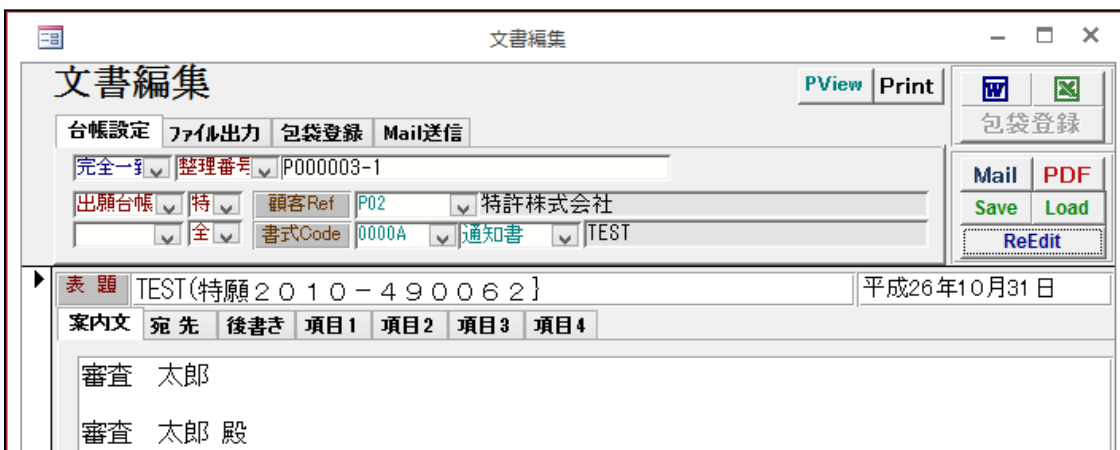 文書編集
文書編集
PView Print
包袋登録
台帳設定 ファイル出力 包袋登録 Mail送信
完全一致 整理番号 P000003-1
Mail PDF
出願台帳 特 顧客Ref P02 特許株式会社
Save Load
全 書式Code 0000A 通知書 TEST
ReEdit
表 題 TEST(特願２０１０－４９００６２} 平成26年10月31日
案内文 宛 先 後書き 項目1 項目2 項目3 項目4
審査　太郎
審査　太郎 殿